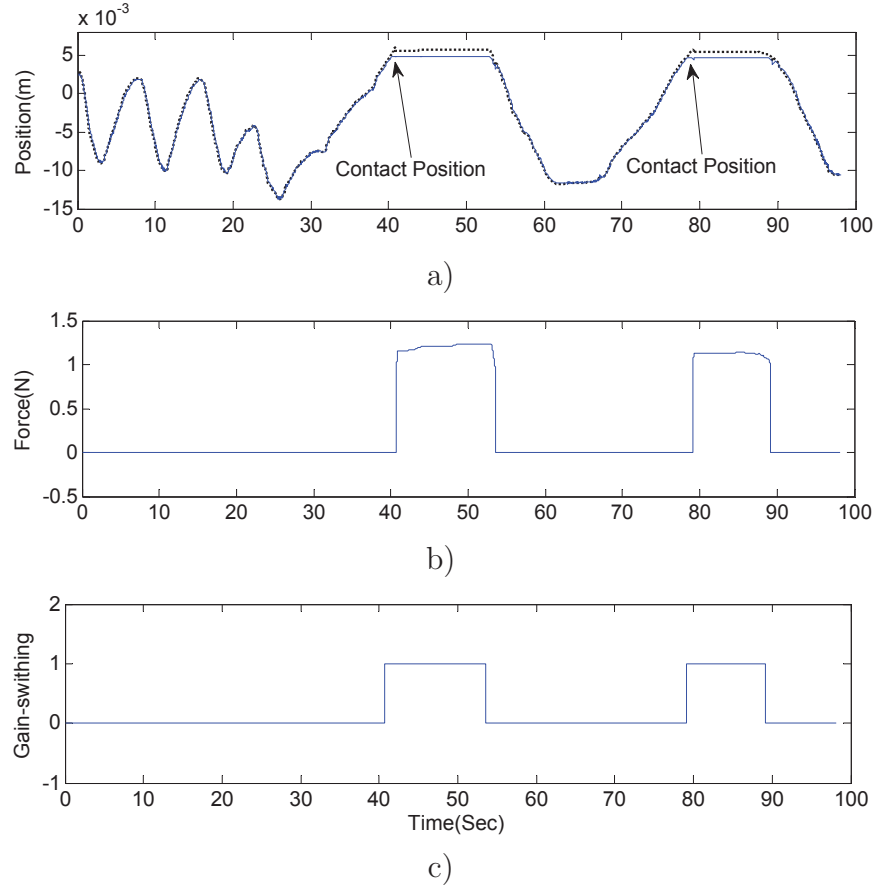 x 10^-3
5
0
-5
-10
-15
Position(m)
Contact Position
Contact Position
0 10 20 30 40 50 60 70 80 90 100
a)
1.5
1
0.5
0
-0.5
Force(N)
0 10 20 30 40 50 60 70 80 90 100
b)
2
1
0
-1
Gain-swithing
0 10 20 30 40 50 60 70 80 90 100
Time(Sec)
c)